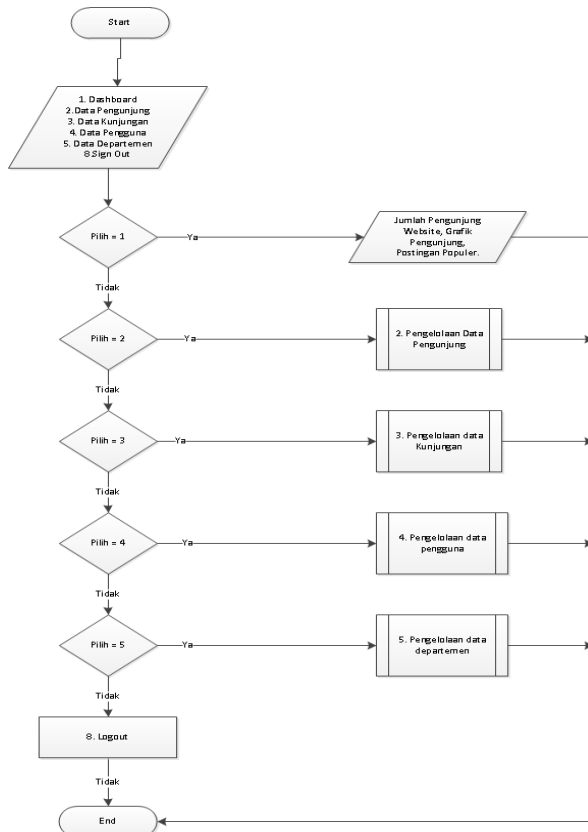 Start
1. Dashboard
2.Data Pengunjung
3. Data Kunjungan
4. Data Pengguna
5. Data Departemen
8.Sign Out
Pilih = 1
Ya
Jumlah Pengunjung
Website, Grafik
Pengunjung,
Postingan Populer.
Tidak
Pilih = 2
Ya
2. Pengelolaan Data
Pengunjung
Tidak
Pilih = 3
Ya
3. Pengelolaan data
Kunjungan
Tidak
Pilih = 4
Ya
4. Pengelolaan data
pengguna
Tidak
Pilih = 5
Ya
5. Pengelolaan data
departemen
Tidak
8. Logout
Tidak
End